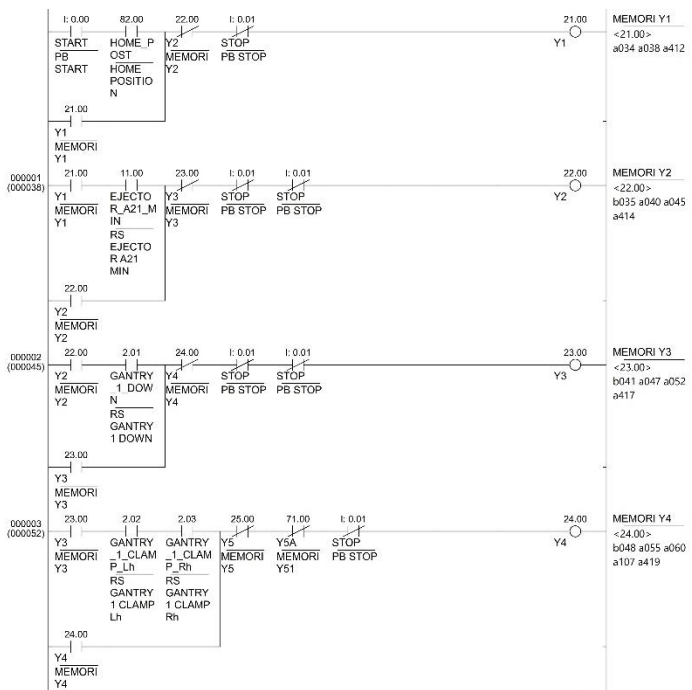 I: 0.00 82.00 22.00 I: 0.01 21.00 MEMORI Y1
START HOME_P Y2 STOP Y1 <21.00>
PB OST MEMORI PB STOP a034 a038 a412
START HOME Y2
POSITIO
N
21.00
Y1
MEMORI
Y1
000001 21.00 11.00 23.00 I: 0.01 I: 0.01 22.00 MEMORI Y2
(000038) Y1 EJECTO Y3 STOP STOP Y2 <22.00>
MEMORI R_A21_M MEMORI PB STOP PB STOP b035 a040 a045
Y1 IN Y3 a414
RS
EJECTO
R A21
MIN
22.00
Y2
MEMORI
Y2
000002 22.00 2.01 24.00 I: 0.01 I: 0.01 23.00 MEMORI Y3
(000045) Y2 GANTRY Y4 STOP STOP Y3 <23.00>
MEMORI _1_DOW MEMORI PB STOP PB STOP b041 a047 a052
Y2 N Y4 a417
RS
GANTRY
1 DOWN
23.00
Y3
MEMORI
Y3
000003 23.00 2.02 2.03 25.00 71.00 I: 0.01 24.00 MEMORI Y4
(000052) Y3 GANTRY GANTRY Y5 Y5A STOP Y4 <24.00>
MEMORI _1_CLAM _1_CLAM MEMORI MEMORI PB STOP b048 a055 a060
Y3 P_Lh P_Rh Y5 Y51 a107 a419
RS RS
GANTRY GANTRY
1 CLAMP 1 CLAMP
Lh Rh
24.00
Y4
MEMORI
Y4